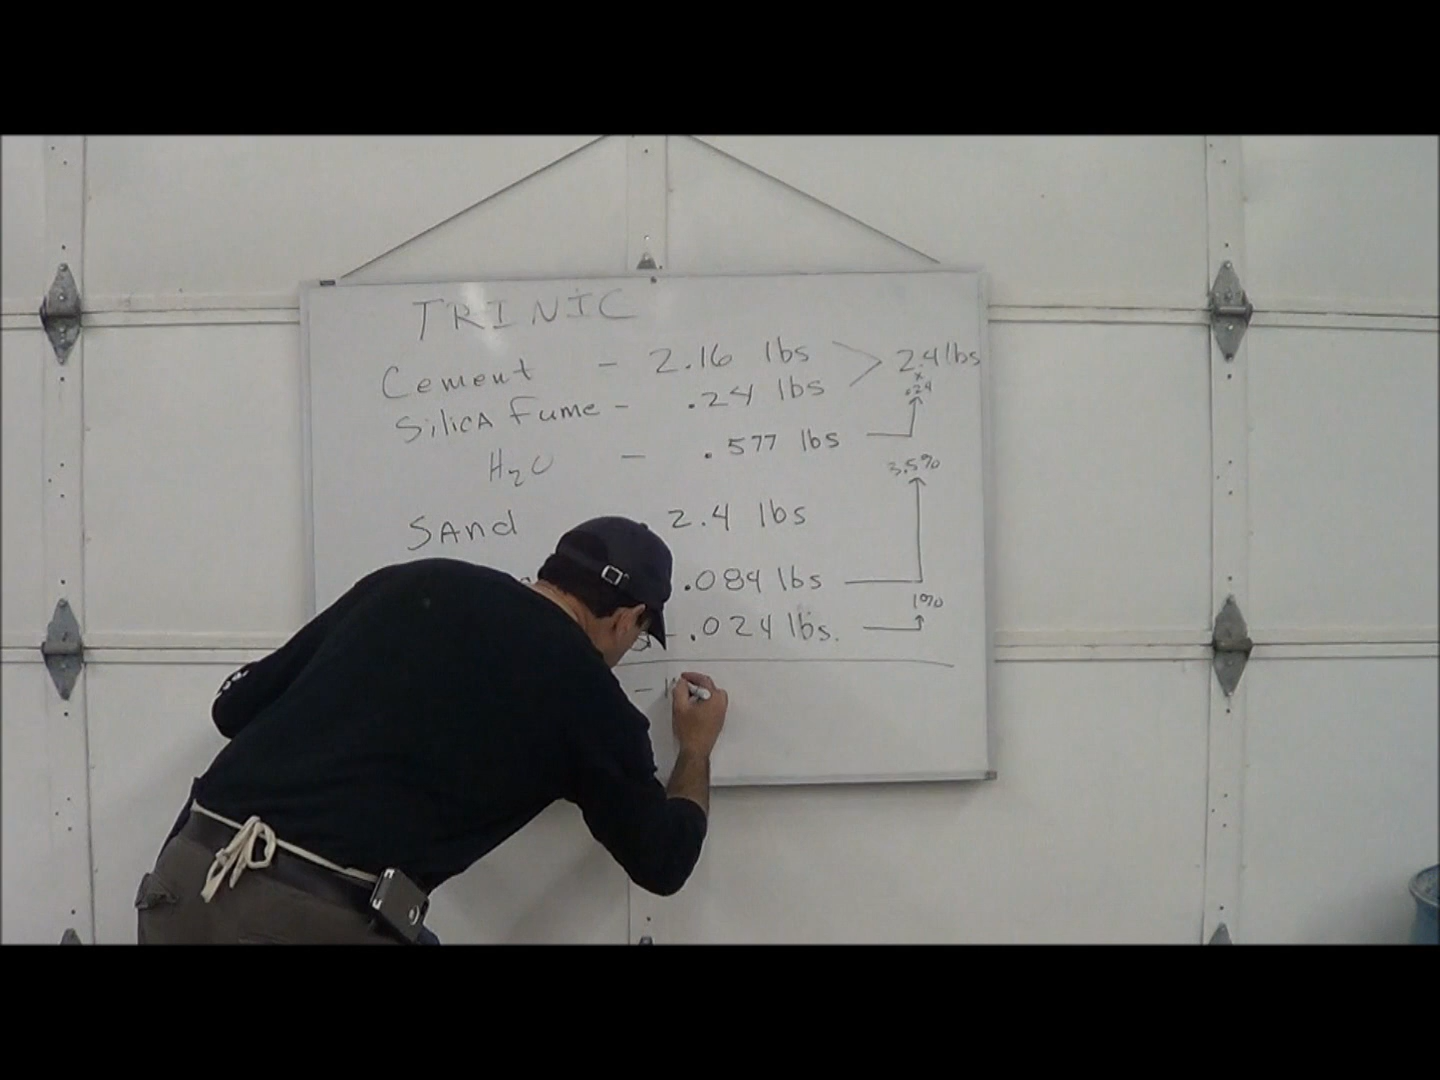 TRINIC
Cement - 2.16 lbs > 2.4 lbs
Silica Fume - .24 lbs x .24
H2O - .577 lbs
3.5%
Sand 2.4 lbs
.084 lbs
1%
- .024 lbs.
-